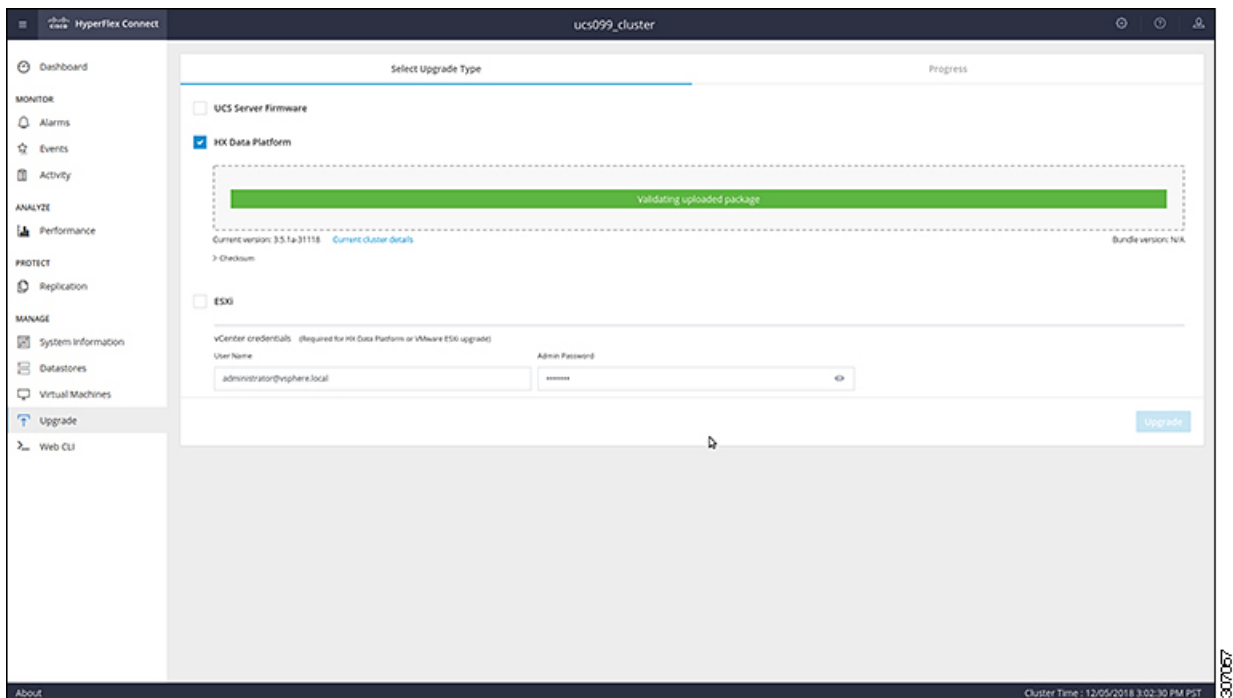 cisco HyperFlex Connect
ucs099_cluster
Dashboard
MONITOR
Alarms
Events
Activity
ANALYZE
Performance
PROTECT
Replication
MANAGE
System Information
Datastores
Virtual Machines
Upgrade
Web CLI
Select Upgrade Type
Progress
UCS Server Firmware
HX Data Platform
Validating uploaded package
Current version: 3.5.1a-31118 Current cluster details
Bundle version: N/A
> Checksum
ESXi
vCenter credentials (Required for HX Data Platform or VMware ESXi upgrade)
User Name
Admin Password
administrator@vsphere.local
•••••••
Upgrade
About
Cluster Time : 12/05/2018 3:02:30 PM PST
307067